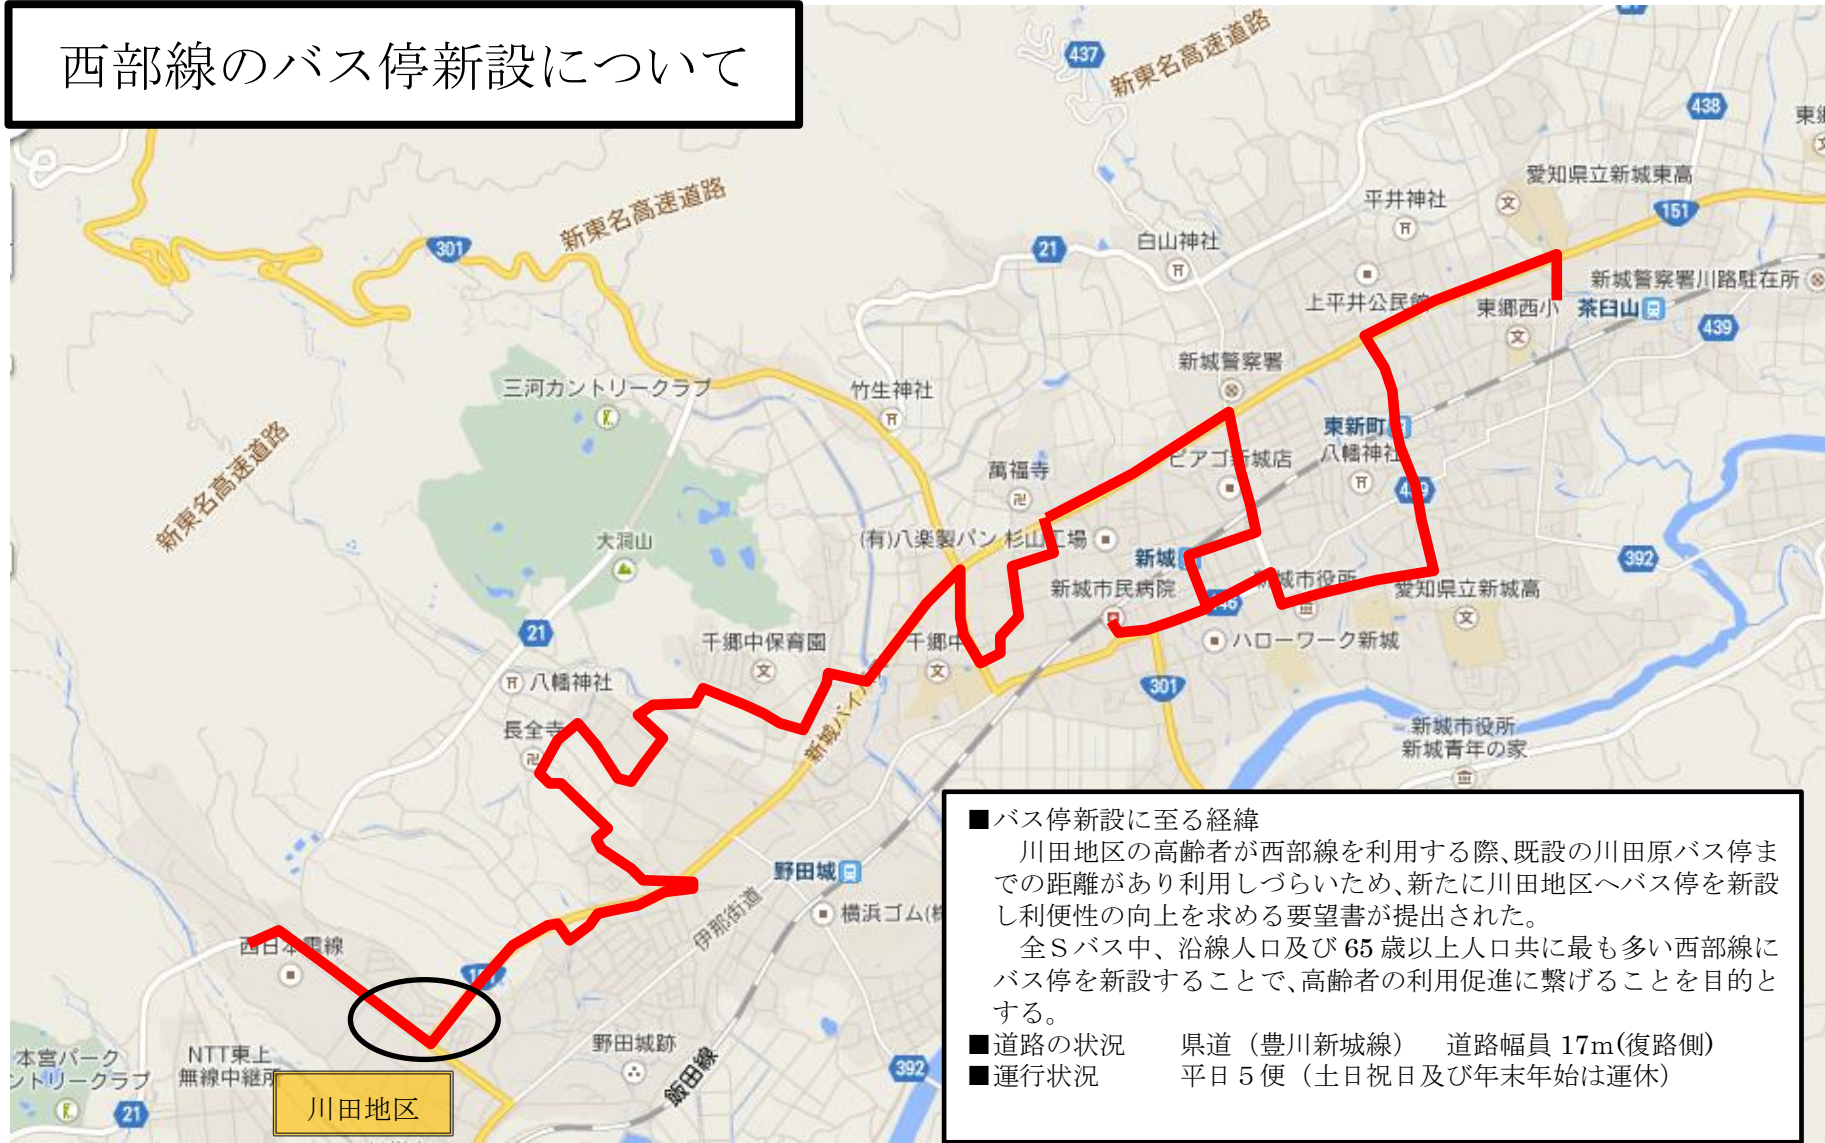 西部線のバス停新設について
437
新東名高速道路
438
愛知県立新城東高
平井神社
151
新東名高速道路
301
21
白山神社
新城警察署川路駐在所
上平井公民館
東郷西小
茶臼山
439
新城警察署
三河カントリークラブ
竹生神社
東新町
八幡神社
ピアゴ新城店
萬福寺
新東名高速道路
(有)八楽製パン 杉山工場
大洞山
新城
392
新城市民病院
新城市役所
愛知県立新城高
21
千郷中保育園
千郷中
ハローワーク新城
八幡神社
301
長全寺
新城バイパス
新城市役所
新城青年の家
野田城
横浜ゴム(株
伊那街道
西日本電線
野田城跡
飯田線
392
本宮パーク
ントリークラブ
NTT東上
無線中継所
21
川田地区
■バス停新設に至る経緯
川田地区の高齢者が西部線を利用する際、既設の川田原バス停ま
での距離があり利用しづらいため、新たに川田地区へバス停を新設
し利便性の向上を求める要望書が提出された。
全Ｓバス中、沿線人口及び 65 歳以上人口共に最も多い西部線に
バス停を新設することで、高齢者の利用促進に繋げることを目的と
する。
■道路の状況　　県道（豊川新城線）　道路幅員 17m(復路側)
■運行状況　　　平日５便（土日祝日及び年末年始は運休）